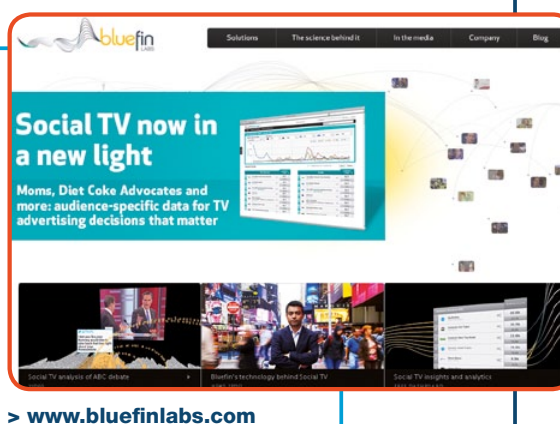 bluefin
LABS
Solutions
The science behind it
In the media
Company
Blog
Social TV now in
a new light
Moms, Diet Coke Advocates and
more: audience-specific data for TV
advertising decisions that matter
Social TV analysis of ABC debate
Bluefin's technology behind Social TV
Social TV insights and analytics
> www.bluefinlabs.com